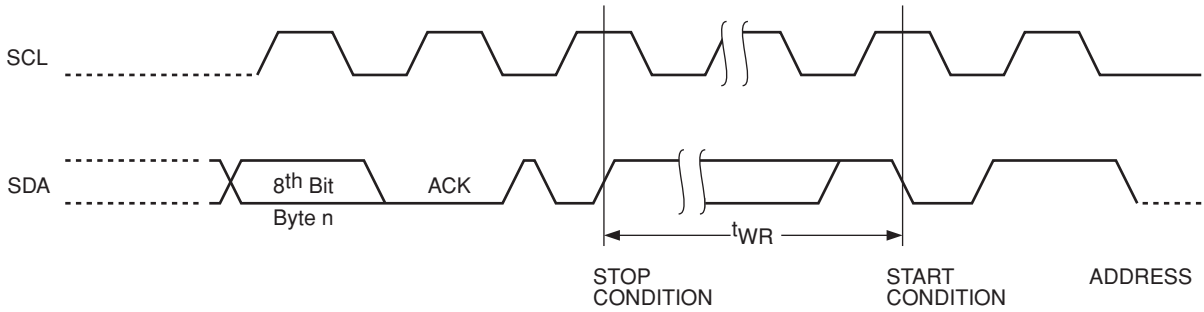 SCL
SDA
8th Bit
ACK
Byte n
tWR
STOP
CONDITION
START
CONDITION
ADDRESS